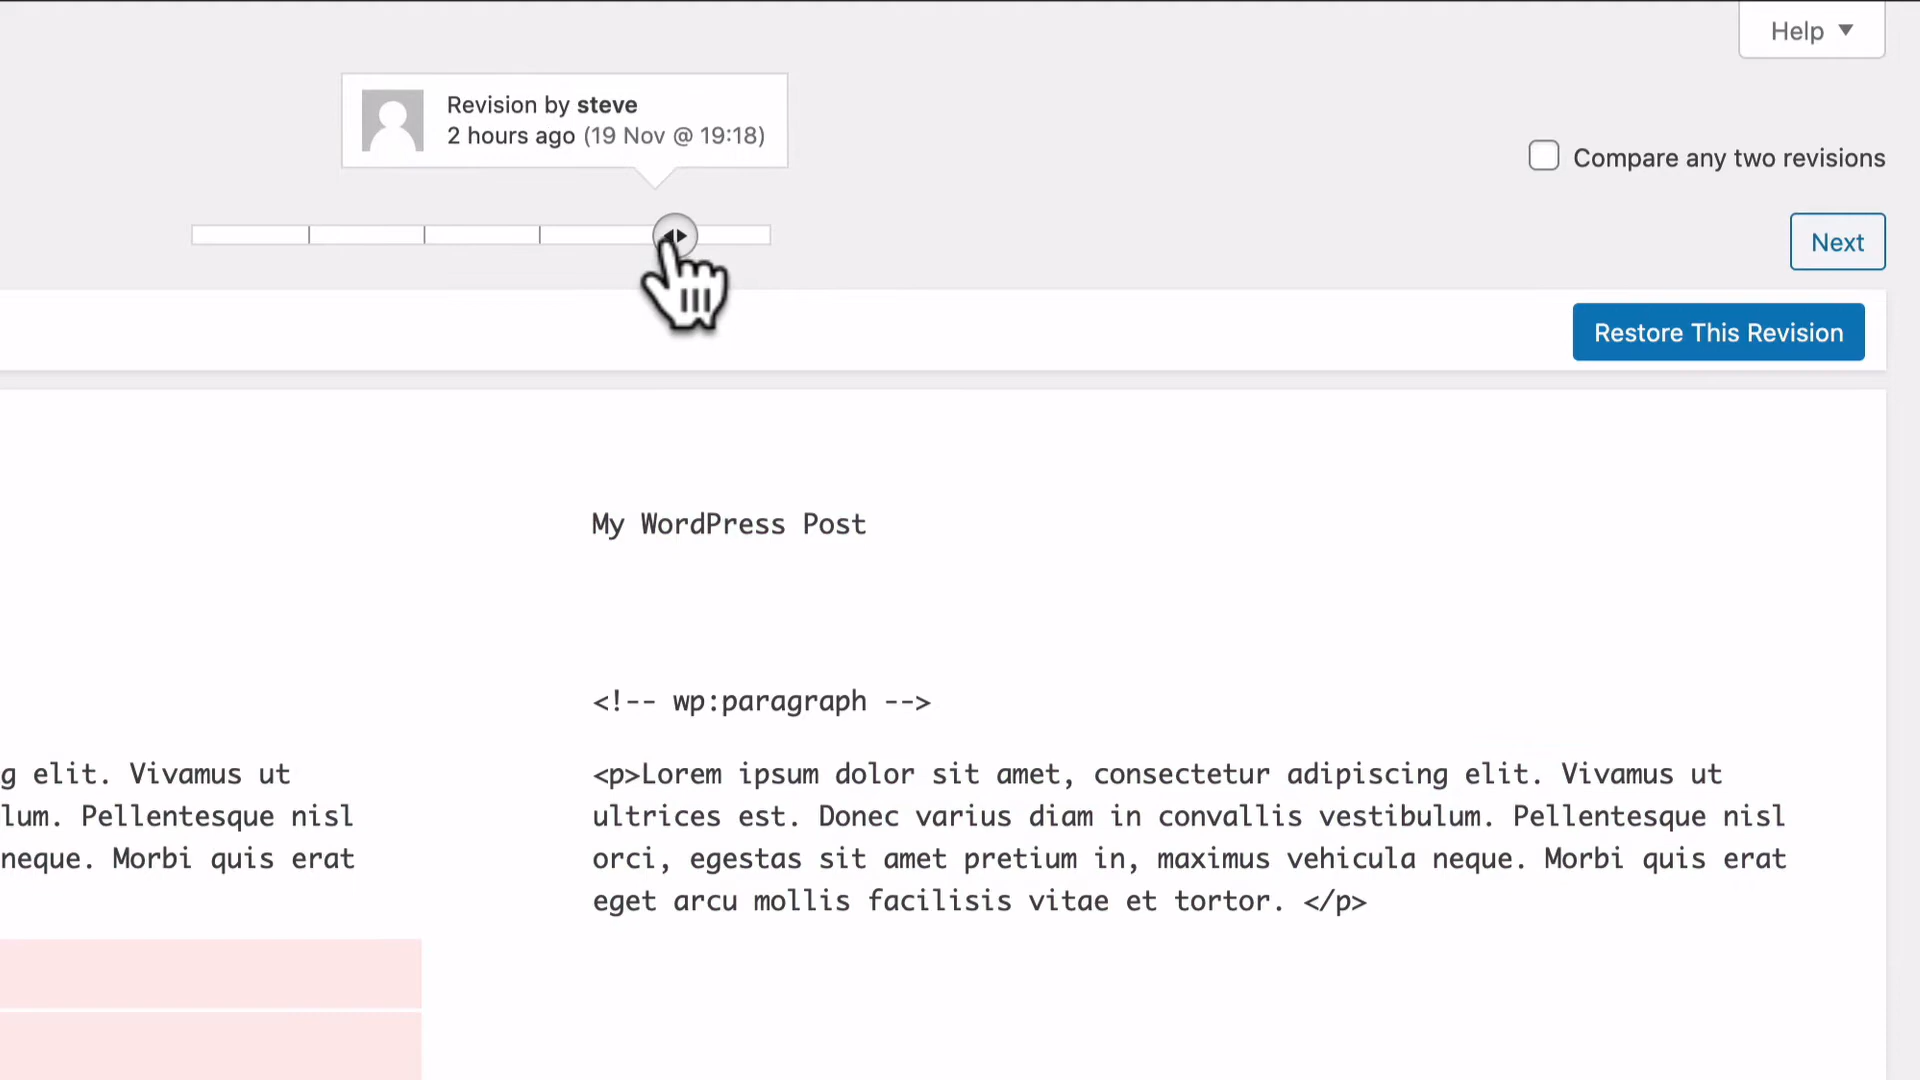 Help
Revision by steve
2 hours ago (19 Nov @ 19:18)
Compare any two revisions
Next
Restore This Revision
My WordPress Post
<!-- wp:paragraph -->
g elit. Vivamus ut
lum. Pellentesque nisl
neque. Morbi quis erat
<p>Lorem ipsum dolor sit amet, consectetur adipiscing elit. Vivamus ut
ultrices est. Donec varius diam in convallis vestibulum. Pellentesque nisl
orci, egestas sit amet pretium in, maximus vehicula neque. Morbi quis erat
eget arcu mollis facilisis vitae et tortor. </p>